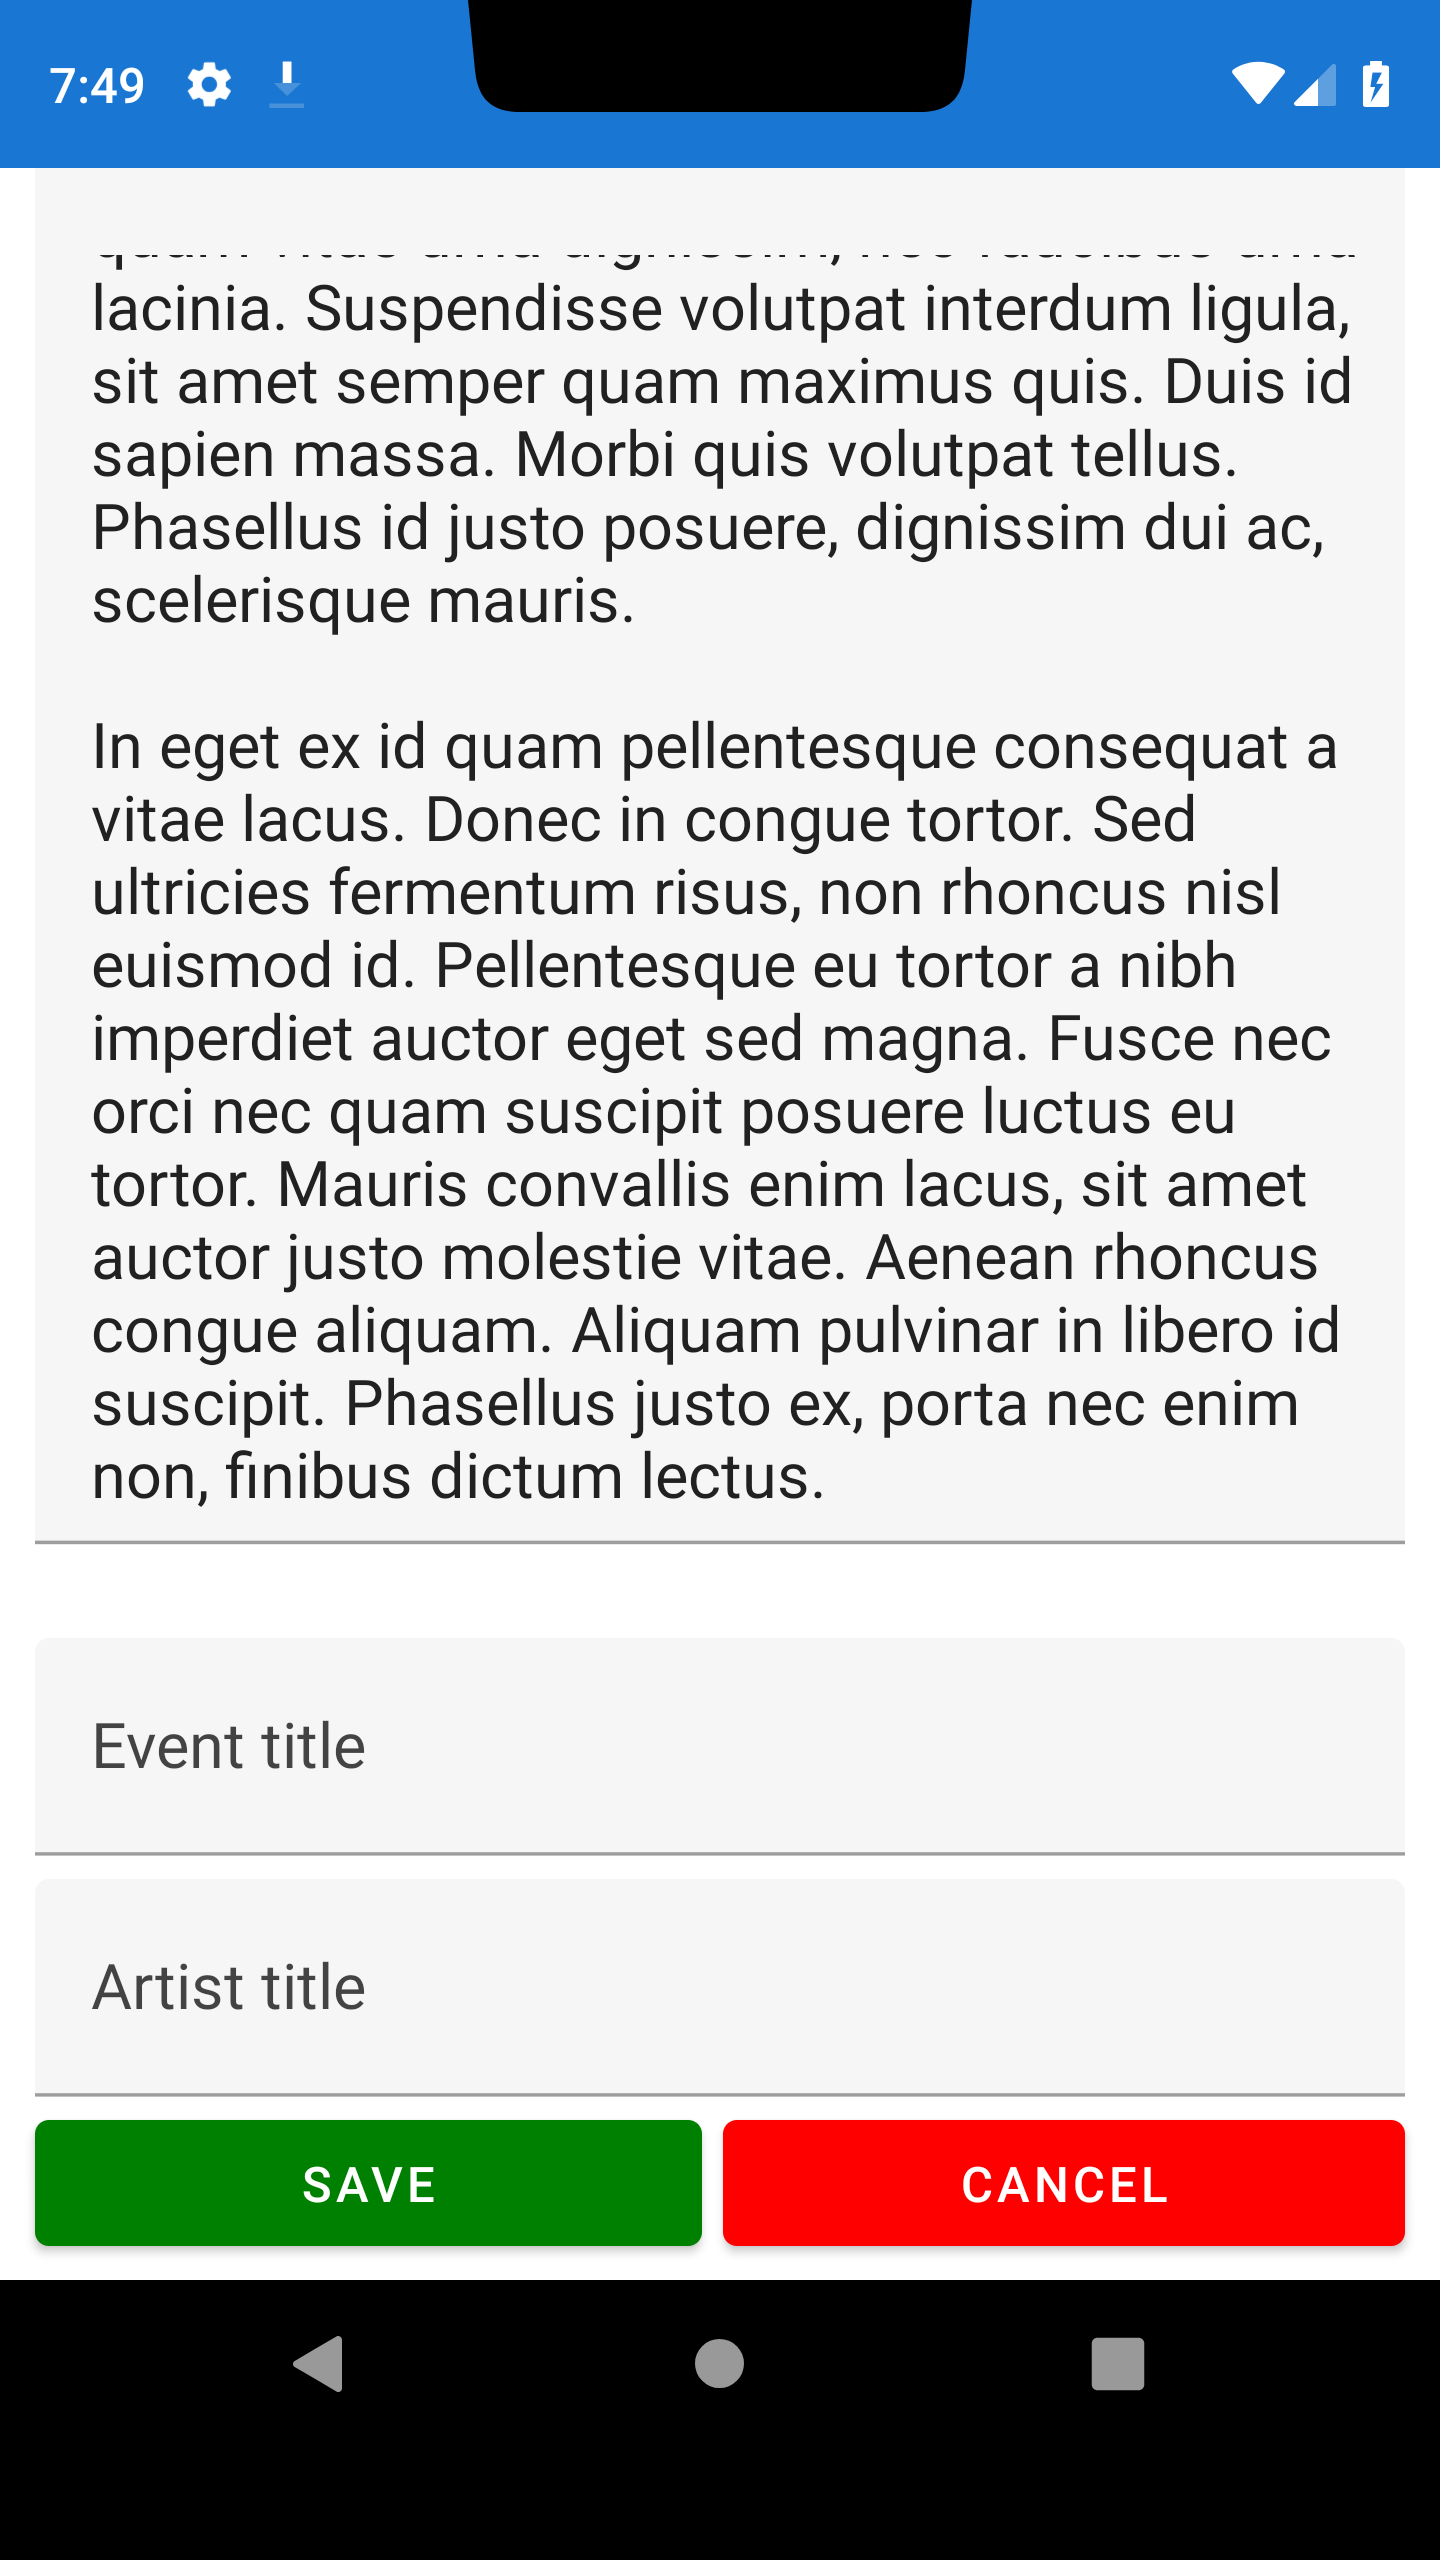 7:49
lacinia. Suspendisse volutpat interdum ligula,
sit amet semper quam maximus quis. Duis id
sapien massa. Morbi quis volutpat tellus.
Phasellus id justo posuere, dignissim dui ac,
scelerisque mauris.
In eget ex id quam pellentesque consequat a
vitae lacus. Donec in congue tortor. Sed
ultricies fermentum risus, non rhoncus nisl
euismod id. Pellentesque eu tortor a nibh
imperdiet auctor eget sed magna. Fusce nec
orci nec quam suscipit posuere luctus eu
tortor. Mauris convallis enim lacus, sit amet
auctor justo molestie vitae. Aenean rhoncus
congue aliquam. Aliquam pulvinar in libero id
suscipit. Phasellus justo ex, porta nec enim
non, finibus dictum lectus.
Event title
Artist title
SAVE
CANCEL